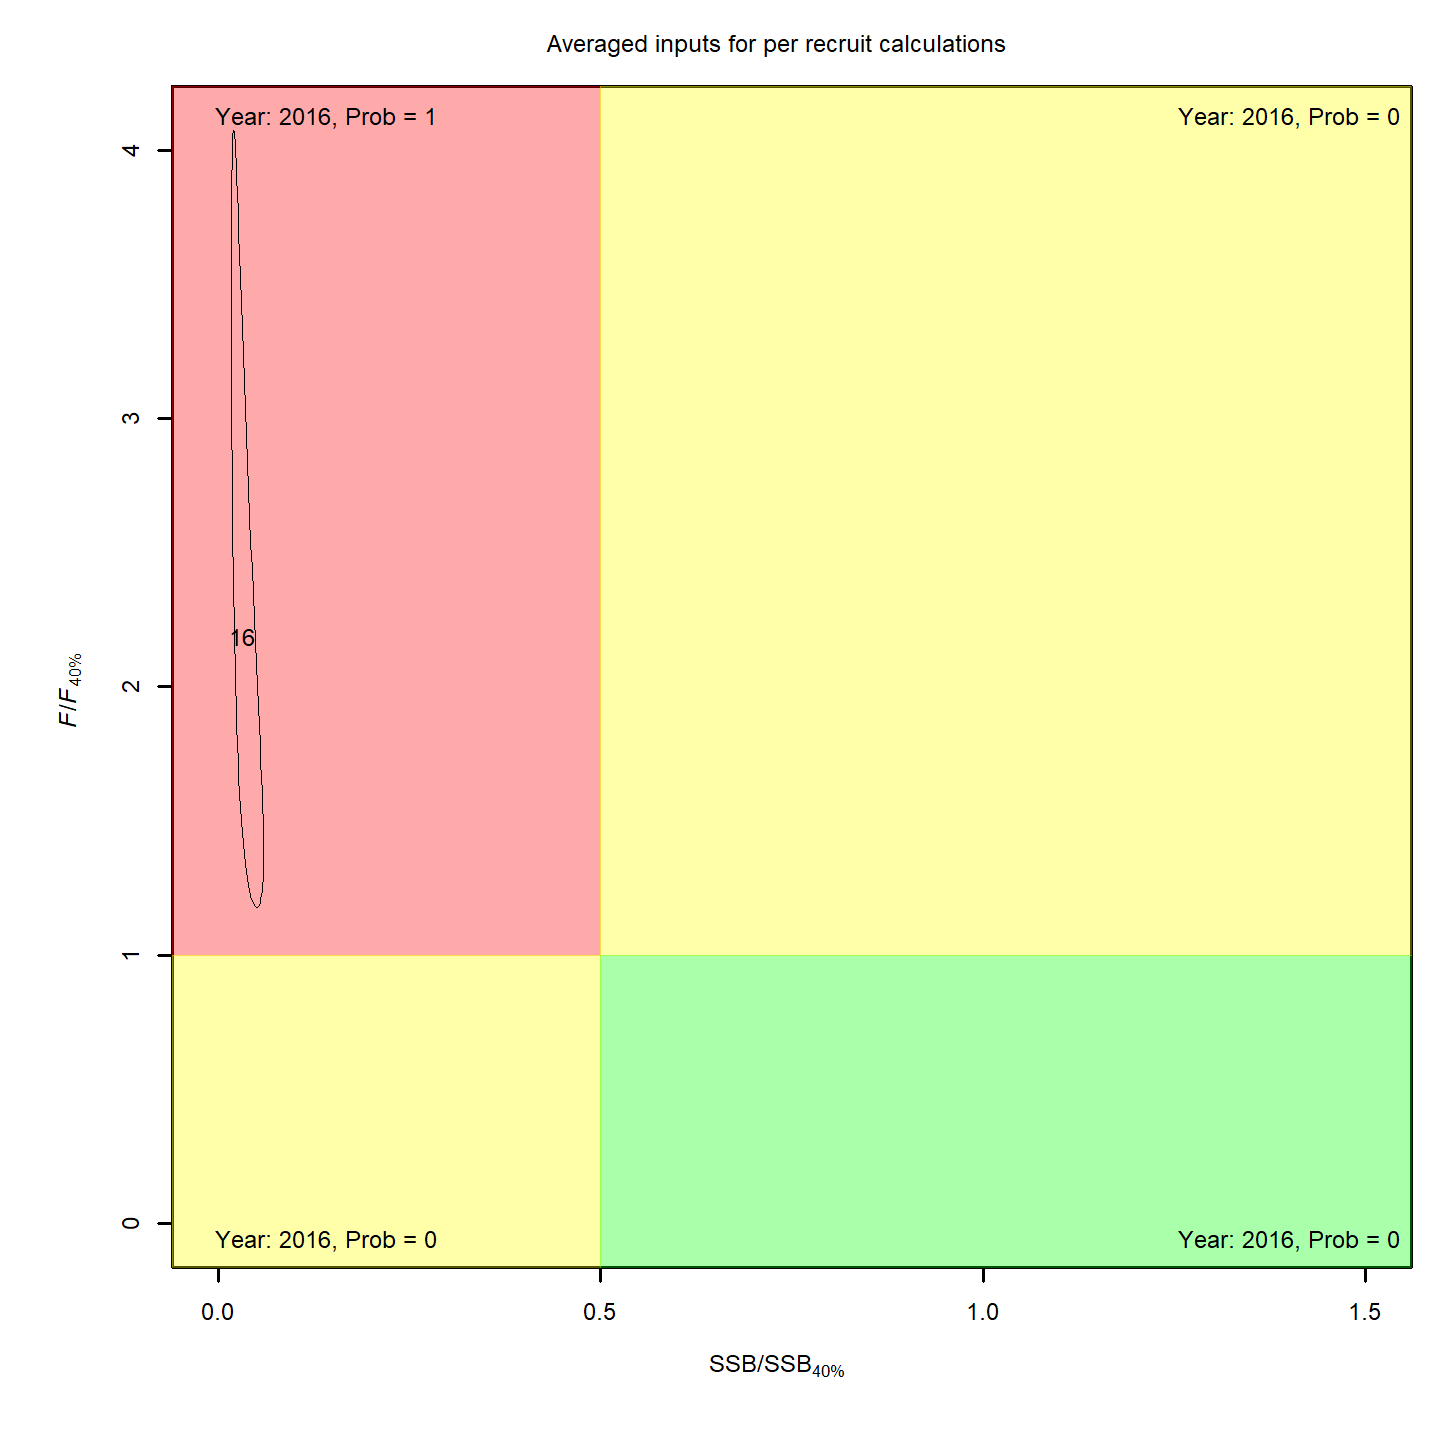 Averaged inputs for per recruit calculations
Year: 2016, Prob = 1
Year: 2016, Prob = 0
4
3
16
2
F/F40%
1
0
Year: 2016, Prob = 0
Year: 2016, Prob = 0
0.0
0.5
1.0
1.5
SSB/SSB40%